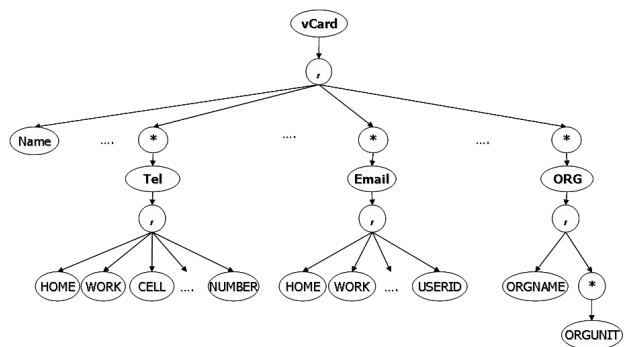 vCard
,
Name .... * .... * .... *
Tel Email ORG
, , ,
HOME WORK CELL .... NUMBER HOME WORK .... USERID ORGNAME *
ORGUNIT